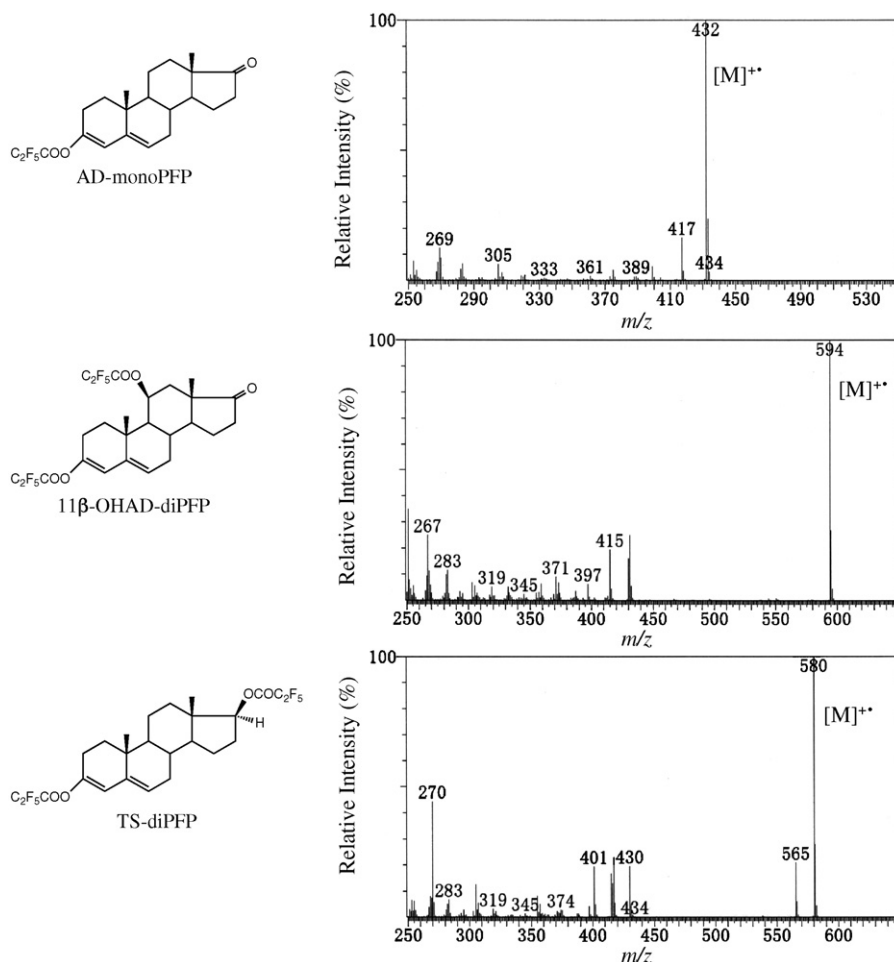 100
432
[M]+•
Relative Intensity (%)
O
C2F5COO
AD-monoPFP
269
305
333
361
389
417
434
250 290 330 370 410 450 490 530
m/z
100
594
[M]+•
Relative Intensity (%)
C2F5COO
O
C2F5COO
11β-OHAD-diPFP
267
283
319
345
371
397
415
250 300 350 400 450 500 550 600
m/z
100
580
[M]+•
Relative Intensity (%)
OCOC2F5
H
C2F5COO
TS-diPFP
270
283
319
345
374
401
430
434
565
250 300 350 400 450 500 550 600
m/z